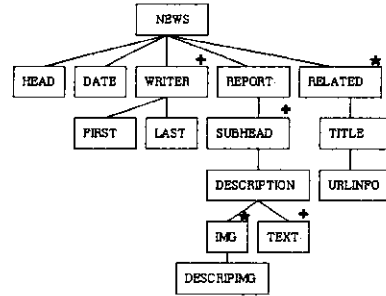 NEWS
HEAD DATE WRITER + REPORT RELATED *
FIRST LAST SUBHEAD + TITLE
DESCRIPTION URLINFO
IMG * TEXT +
DESCRIPIMG